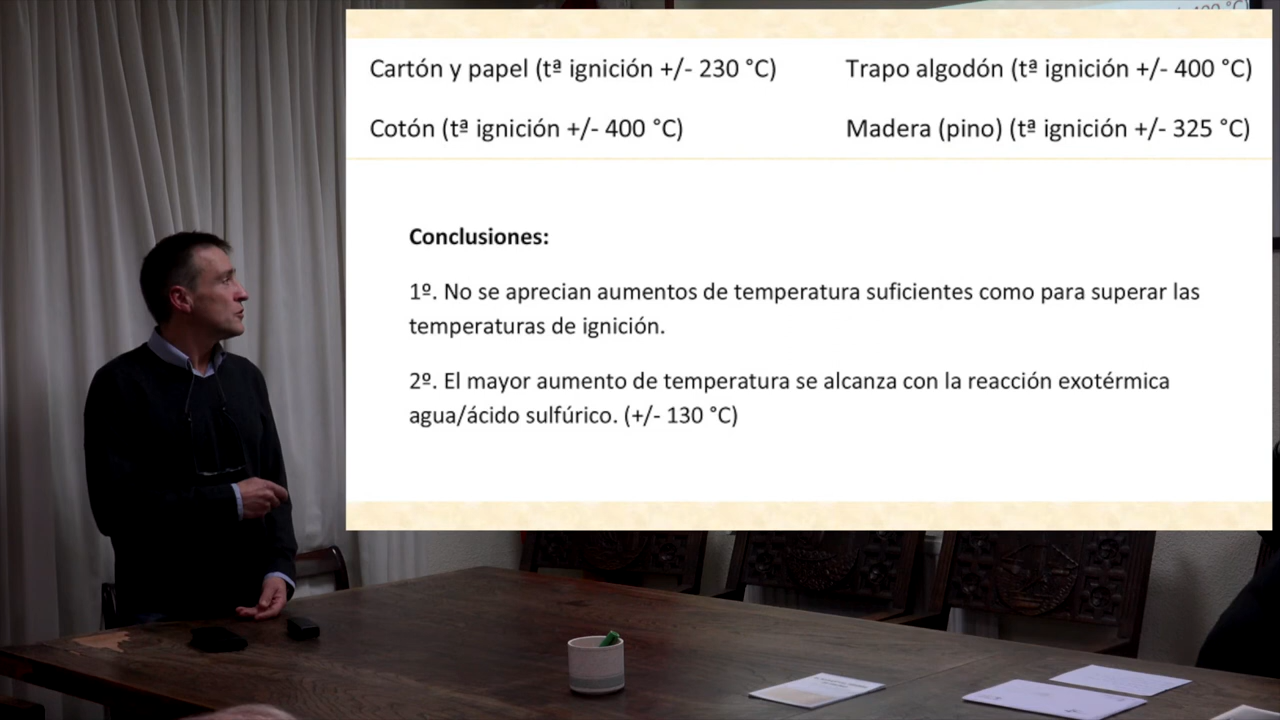 Cartón y papel (tª ignición +/- 230 °C)
Trapo algodón (tª ignición +/- 400 °C)
Cotón (tª ignición +/- 400 °C)
Madera (pino) (tª ignición +/- 325 °C)
Conclusiones:
1º. No se aprecian aumentos de temperatura suficientes como para superar las
temperaturas de ignición.
2º. El mayor aumento de temperatura se alcanza con la reacción exotérmica
agua/ácido sulfúrico. (+/- 130 °C)